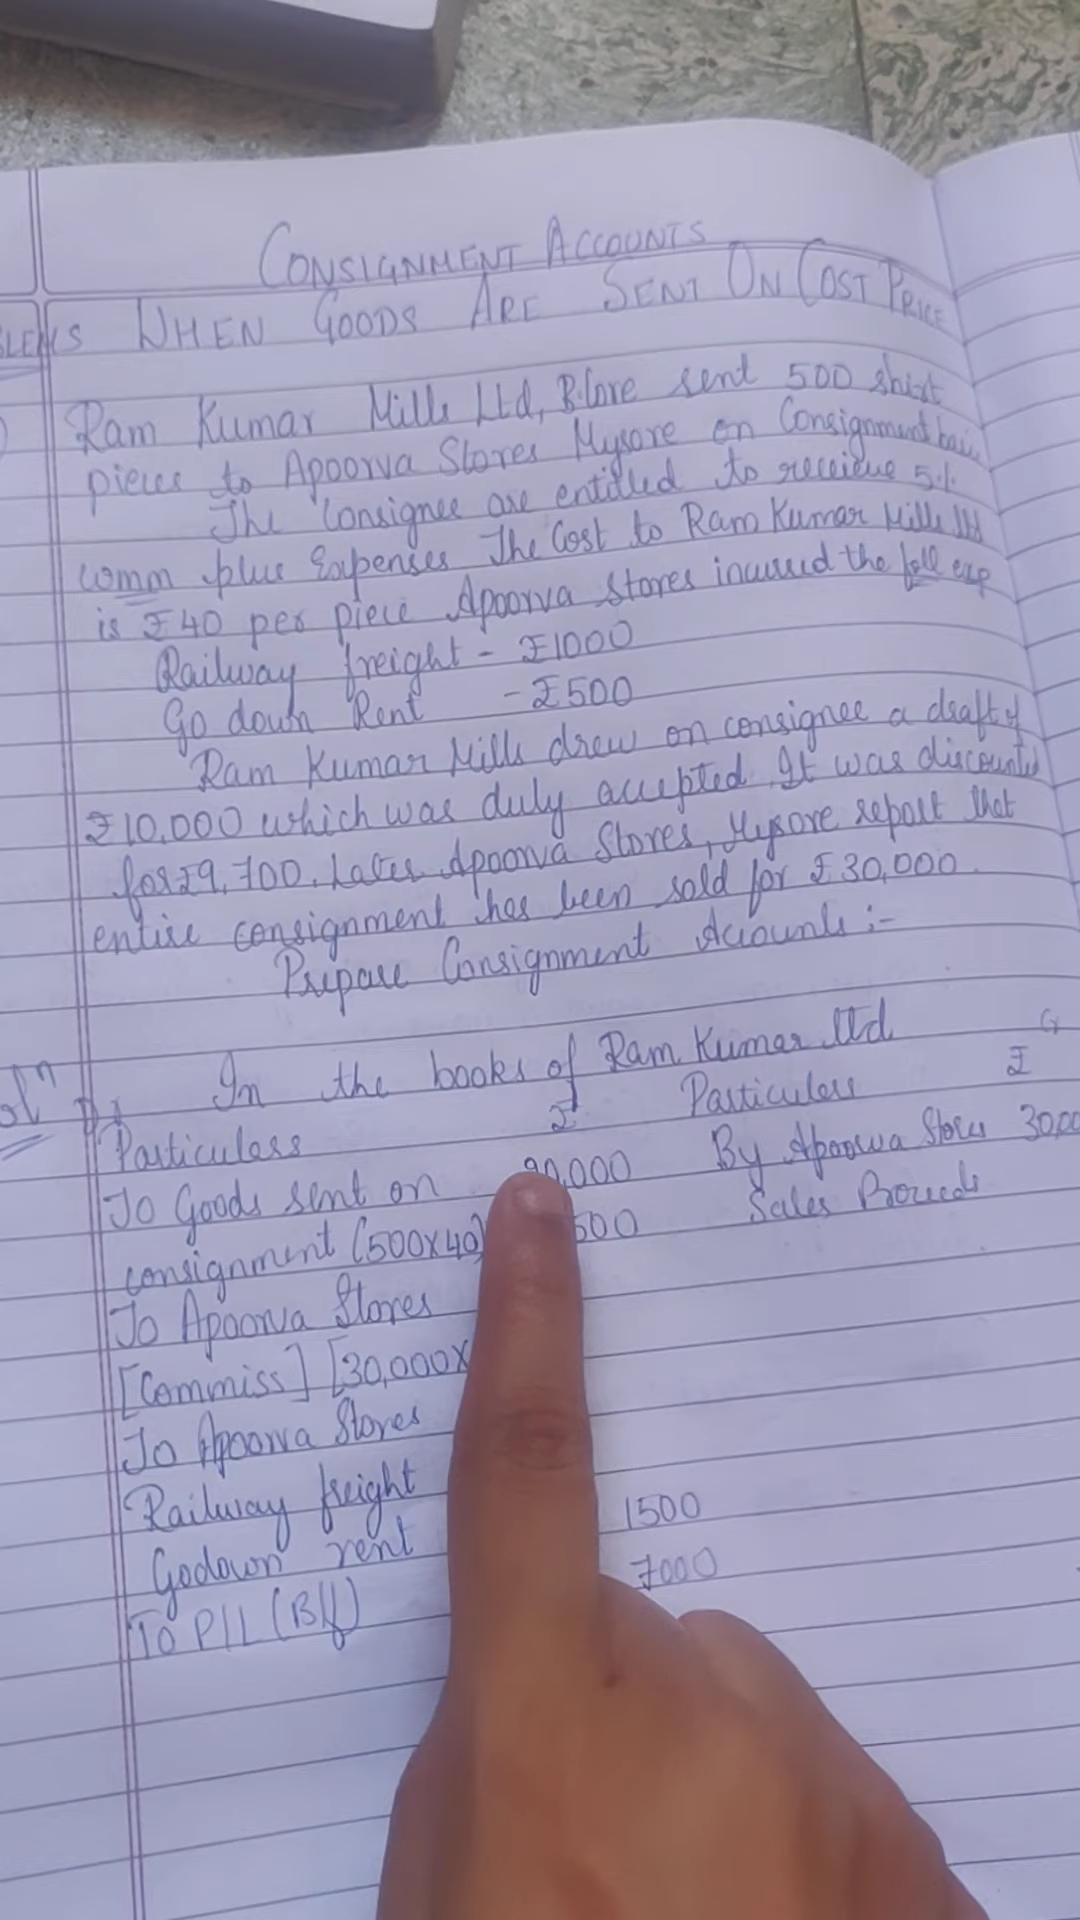 CONSIGNMENT ACCOUNTS
WHEN GOODS ARE SENT ON COST PRICE
Ram Kumar Mills Ltd, B.lore sent 500 shirt
pieces to Apoorva Stores Mysore on Consignment
The Consignee are entitled to receieve 5%
comm plus Expenses The Cost to Ram Kumar Mills ltd
is ₹40 per piece Apoorva Stores incurred the foll exp
Railway freight - ₹1000
Go down Rent - ₹500
Ram Kumar Mills drew on consignee a draft of
₹10,000 which was duly accepted. It was discounted
for ₹9,700. Later Apoorva Stores, Mysore report that
entire consignment has been sold for ₹30,000.
Prepare Consignment Accounts :-
In the books of Ram Kumar ltd
Particulars ₹ Particulars ₹
To Goods sent on 20,000 By Apoorva Stores
consignment (500x40) Sales Proceeds
To Apoorva Stores
[Commiss] [30,000x
To Apoorva Stores
Railway freight
Godown rent 1500
To P/L (B/f) 7000